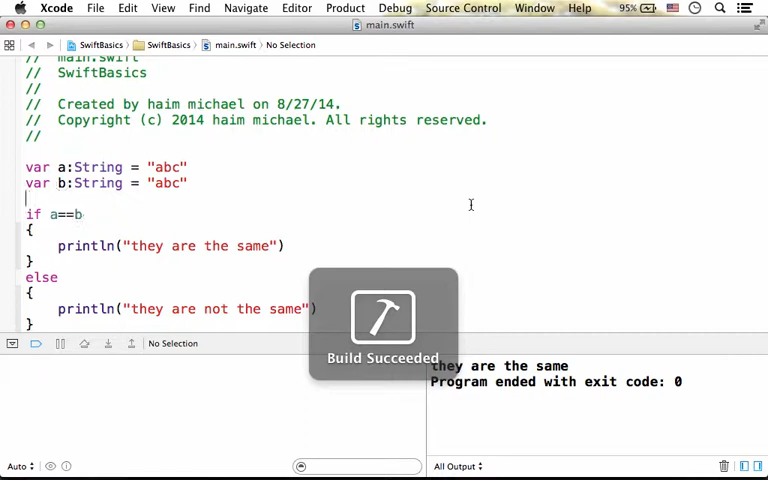 Xcode File Edit View Find Navigate Editor Product Debug Source Control Window Help 95%
main.swift
SwiftBasics SwiftBasics main.swift No Selection
// main.swift
// SwiftBasics
//
// Created by haim michael on 8/27/14.
// Copyright (c) 2014 haim michael. All rights reserved.
//
var a:String = "abc"
var b:String = "abc"
if a==b
{
println("they are the same")
}
else
{
println("they are not the same")
}
Build Succeeded
No Selection
they are the same
Program ended with exit code: 0
Auto
All Output